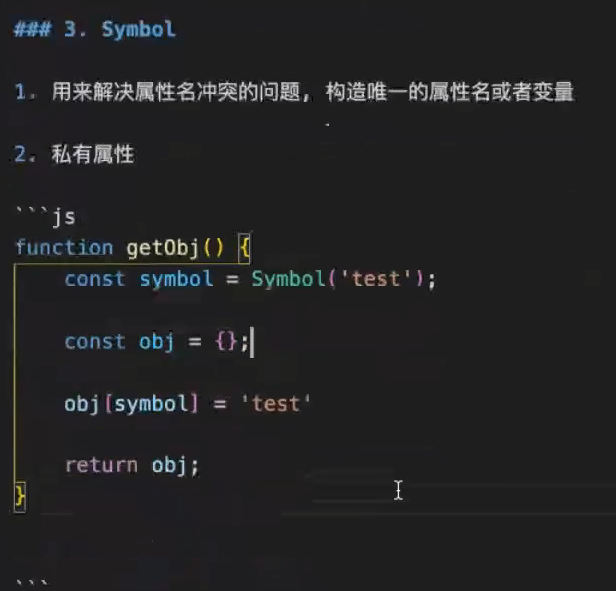 ### 3. Symbol
1. 用来解决属性名冲突的问题, 构造唯一的属性名或者变量
2. 私有属性
```js
function getObj() {
    const symbol = Symbol('test');
    const obj = {};
    obj[symbol] = 'test'
    return obj;
}
```